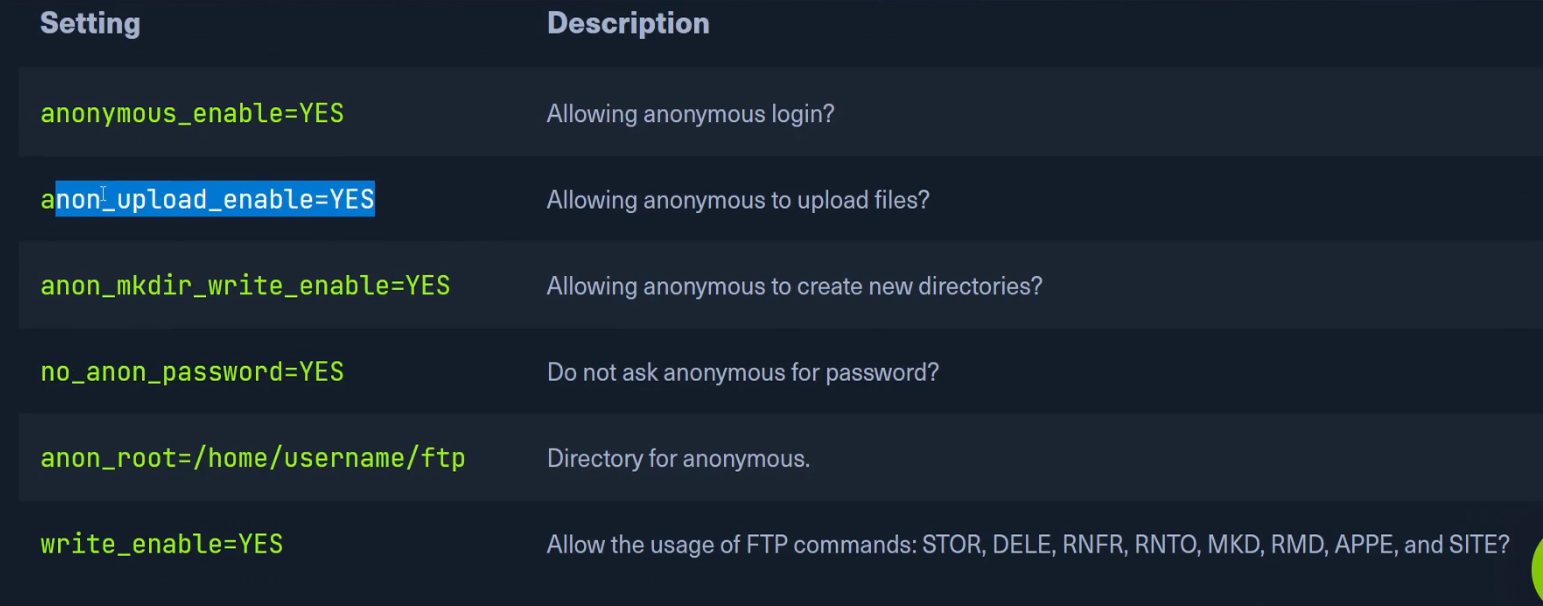 Setting Description
anonymous_enable=YES Allowing anonymous login?
anon_upload_enable=YES Allowing anonymous to upload files?
anon_mkdir_write_enable=YES Allowing anonymous to create new directories?
no_anon_password=YES Do not ask anonymous for password?
anon_root=/home/username/ftp Directory for anonymous.
write_enable=YES Allow the usage of FTP commands: STOR, DELE, RNFR, RNTO, MKD, RMD, APPE, and SITE?